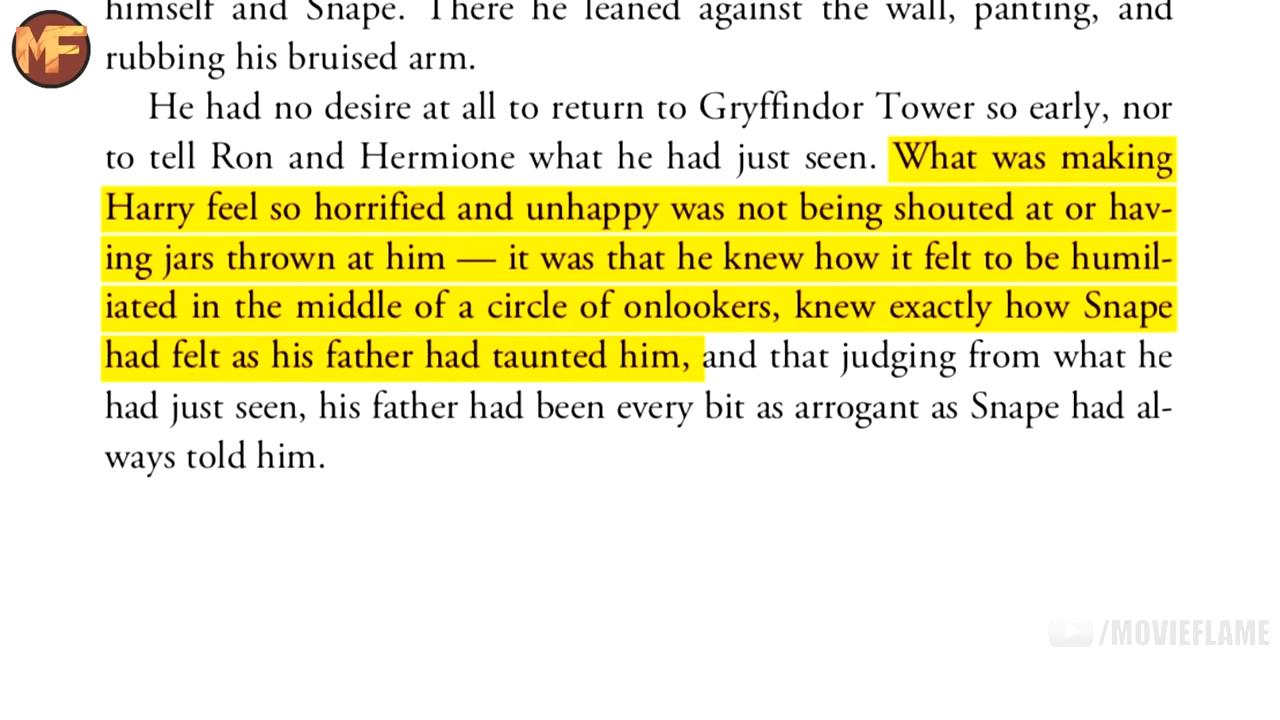 himself and Snape. There he leaned against the wall, panting, and
MF
rubbing his bruised arm.
He had no desire at all to return to Gryffindor Tower so early, nor
to tell Ron and Hermione what he had just seen. What was making
Harry feel so horrified and unhappy was not being shouted at or hav-
ing jars thrown at him — it was that he knew how it felt to be humil-
iated in the middle of a circle of onlookers, knew exactly how Snape
had felt as his father had taunted him, and that judging from what he
had just seen, his father had been every bit as arrogant as Snape had al-
ways told him.
/MOVIEFLAME